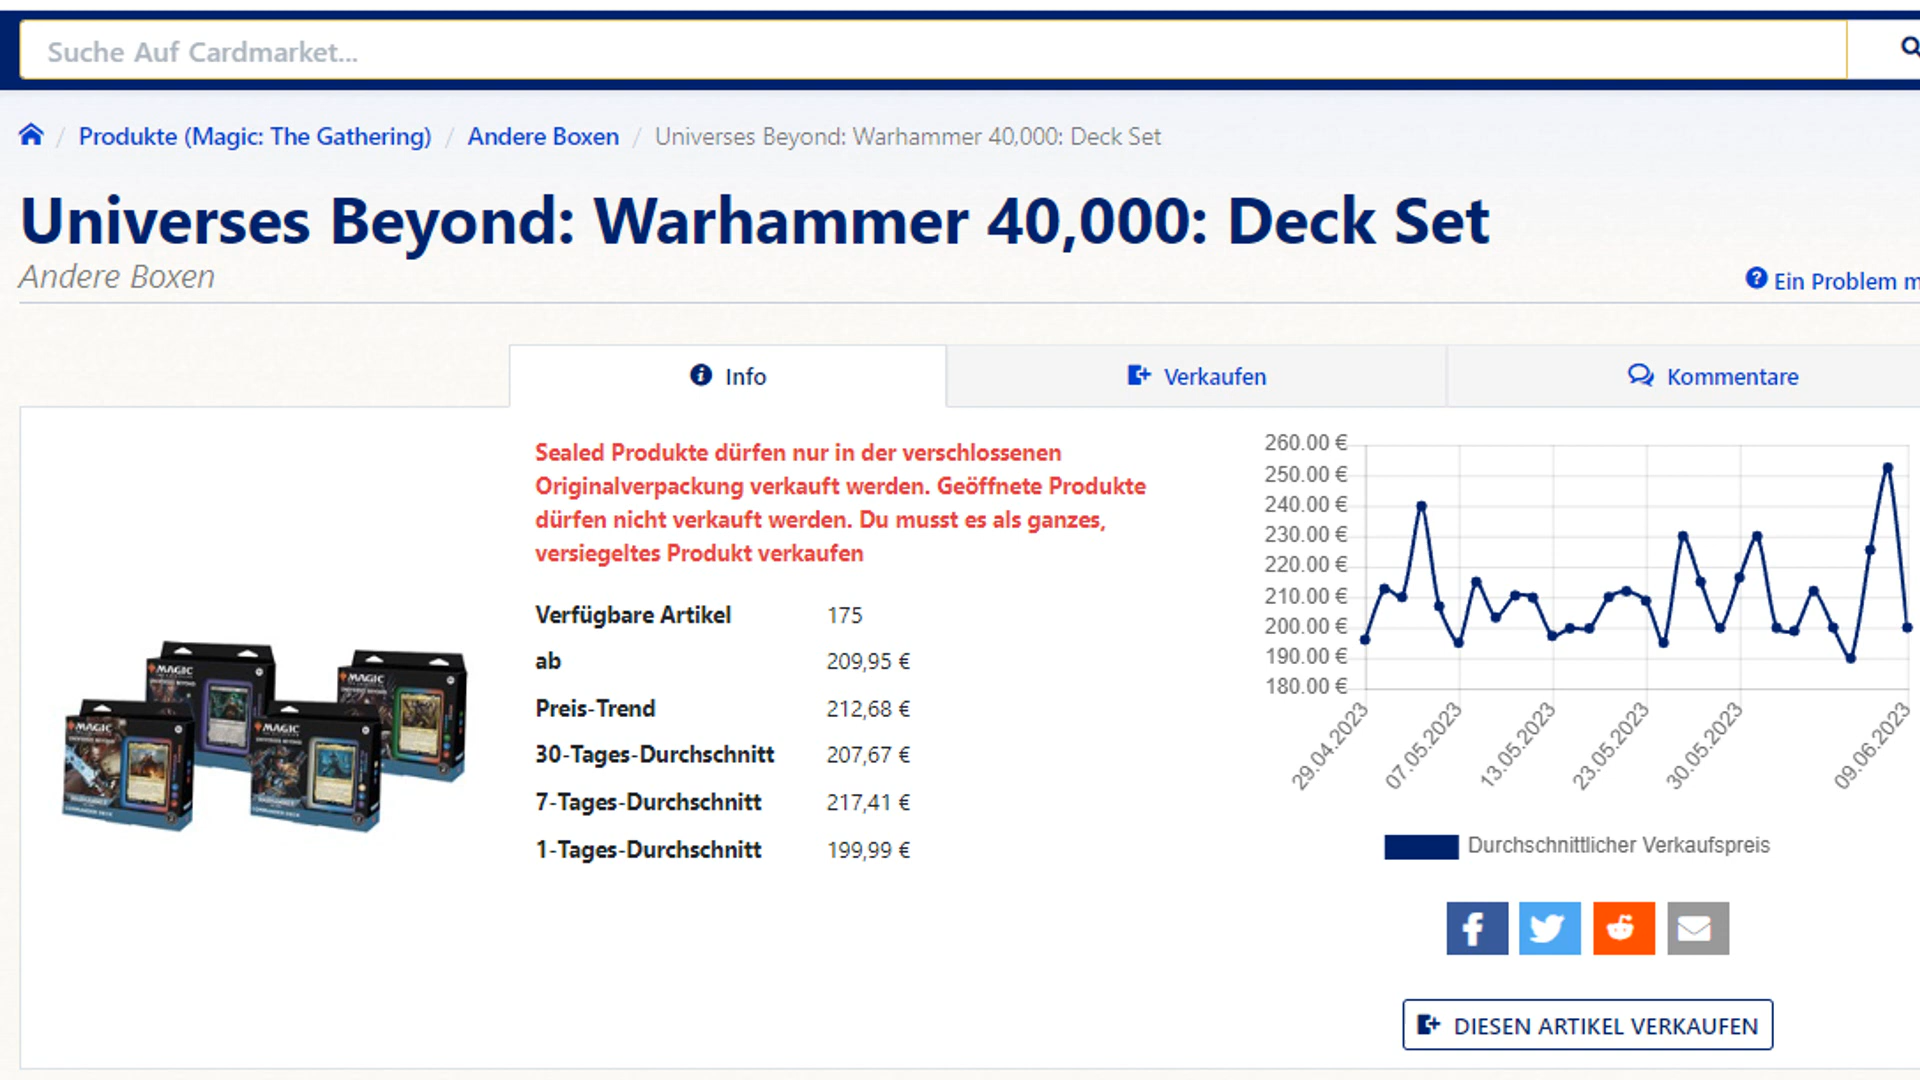 Suche Auf Cardmarket...
/ Produkte (Magic: The Gathering) / Andere Boxen / Universes Beyond: Warhammer 40,000: Deck Set
Universes Beyond: Warhammer 40,000: Deck Set
Andere Boxen
Ein Problem m
Info
Verkaufen
Kommentare
Sealed Produkte dürfen nur in der verschlossenen
Originalverpackung verkauft werden. Geöffnete Produkte
dürfen nicht verkauft werden. Du musst es als ganzes,
versiegeltes Produkt verkaufen
Verfügbare Artikel 175
ab 209,95 €
Preis-Trend 212,68 €
30-Tages-Durchschnitt 207,67 €
7-Tages-Durchschnitt 217,41 €
1-Tages-Durchschnitt 199,99 €
MAGIC
MAGIC
MAGIC
MAGIC
260.00 €
250.00 €
240.00 €
230.00 €
220.00 €
210.00 €
200.00 €
190.00 €
180.00 €
29.04.2023
07.05.2023
13.05.2023
23.05.2023
30.05.2023
09.06.2023
Durchschnittlicher Verkaufspreis
DIESEN ARTIKEL VERKAUFEN